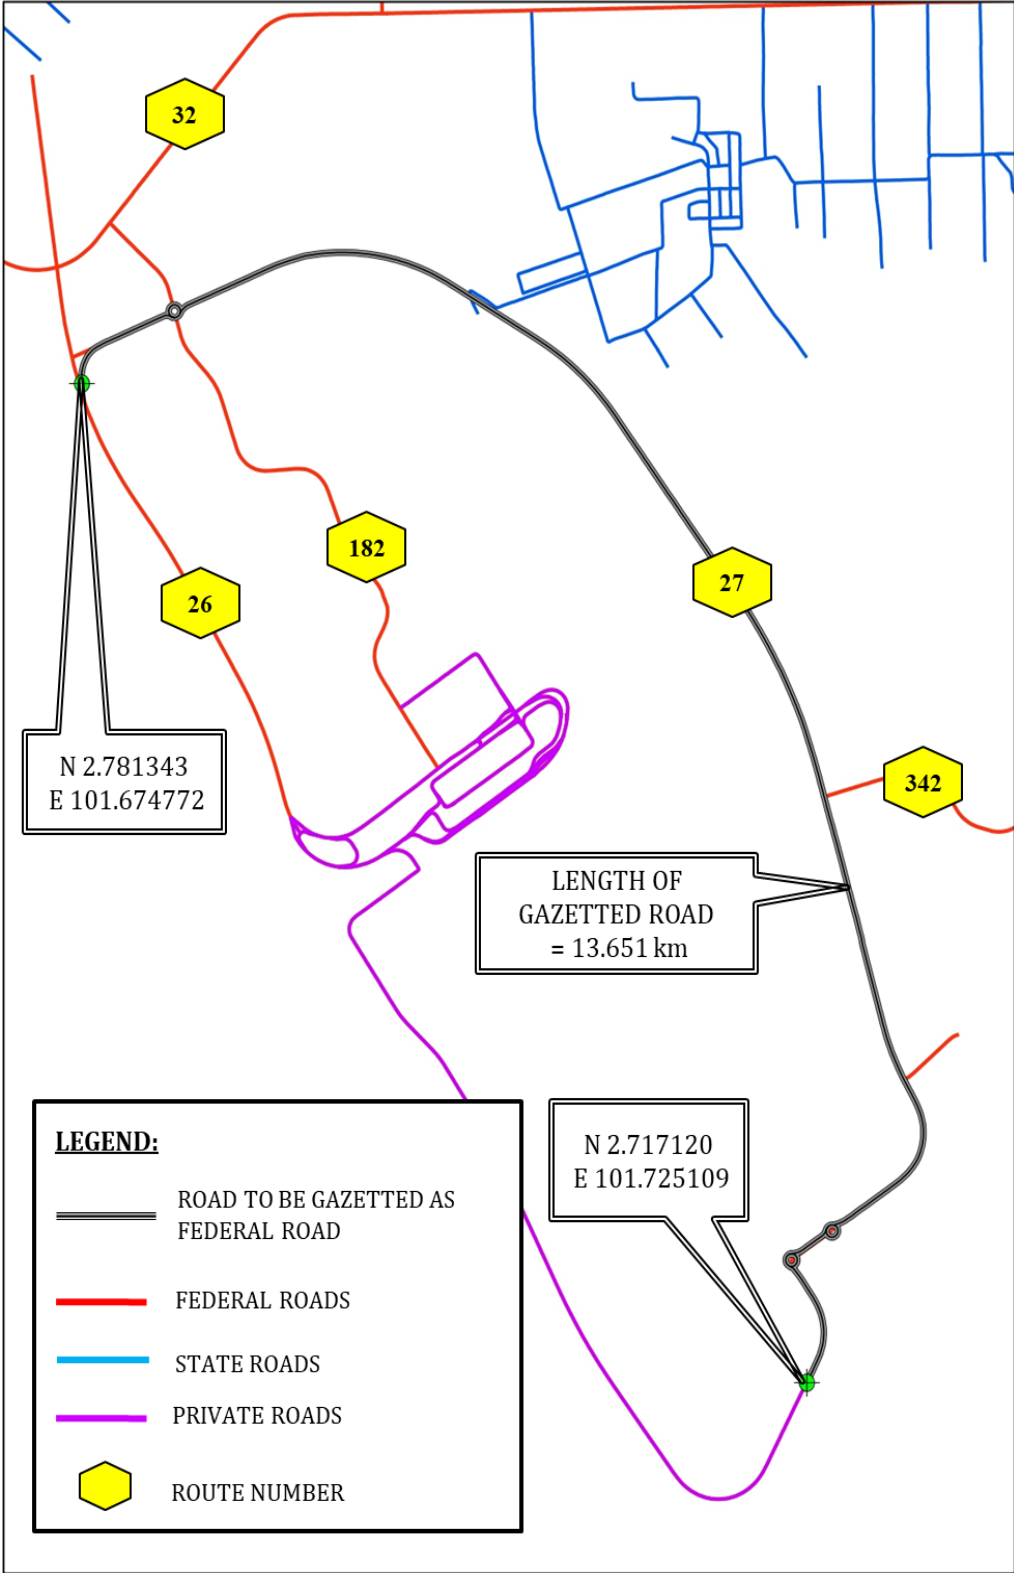 32
182
26
27
N 2.781343
E 101.674772
342
LENGTH OF
GAZETTED ROAD
= 13.651 km
N 2.717120
E 101.725109
LEGEND:
ROAD TO BE GAZETTED AS
FEDERAL ROAD
FEDERAL ROADS
STATE ROADS
PRIVATE ROADS
ROUTE NUMBER